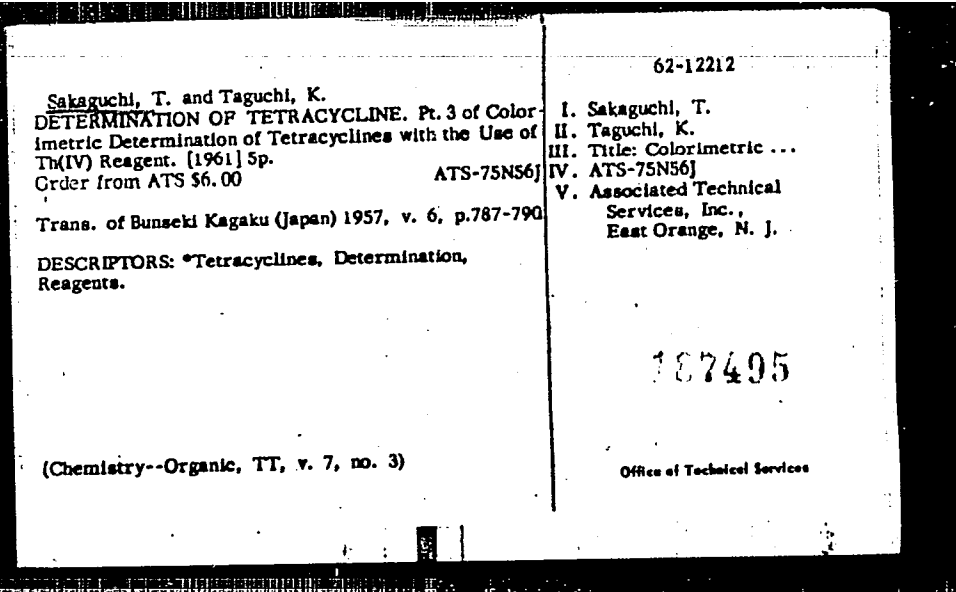 Sakaguchi, T. and Taguchi, K.
DETERMINATION OF TETRACYCLINE. Pt. 3 of Color-
imetric Determination of Tetracyclines with the Use of
Th(IV) Reagent. [1961] 5p.
Order from ATS $6.00 ATS-75N56J
Trans. of Bunseki Kagaku (Japan) 1957, v. 6, p.787-790
DESCRIPTORS: *Tetracyclines, Determination,
Reagents.
(Chemistry--Organic, TT, v. 7, no. 3)
62-12212
I. Sakaguchi, T.
II. Taguchi, K.
III. Title: Colorimetric ...
IV. ATS-75N56J
V. Associated Technical
Services, Inc.,
East Orange, N. J.
187495
Office of Technical Services